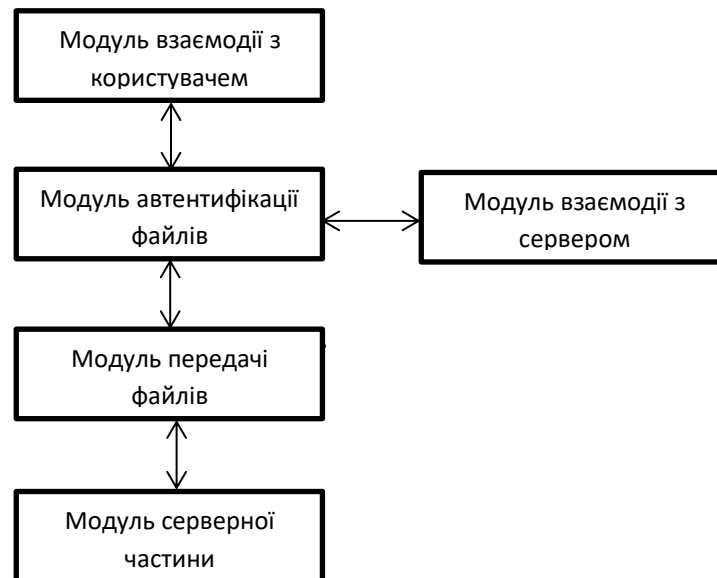 Модуль взаємодії з
користувачем
Модуль автентифікації
файлів
Модуль взаємодії з
сервером
Модуль передачі
файлів
Модуль серверної
частини